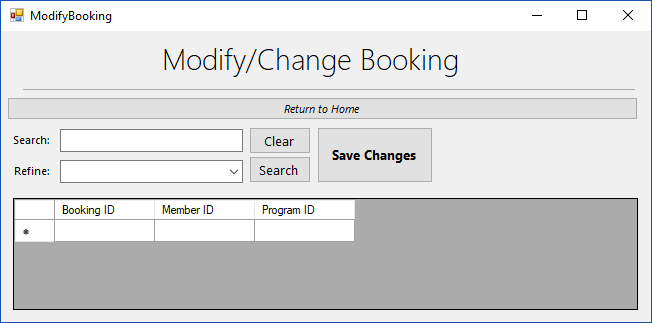 ModifyBooking
Modify/Change Booking
Return to Home
Search:
Clear
Save Changes
Refine:
Search
Booking ID Member ID Program ID